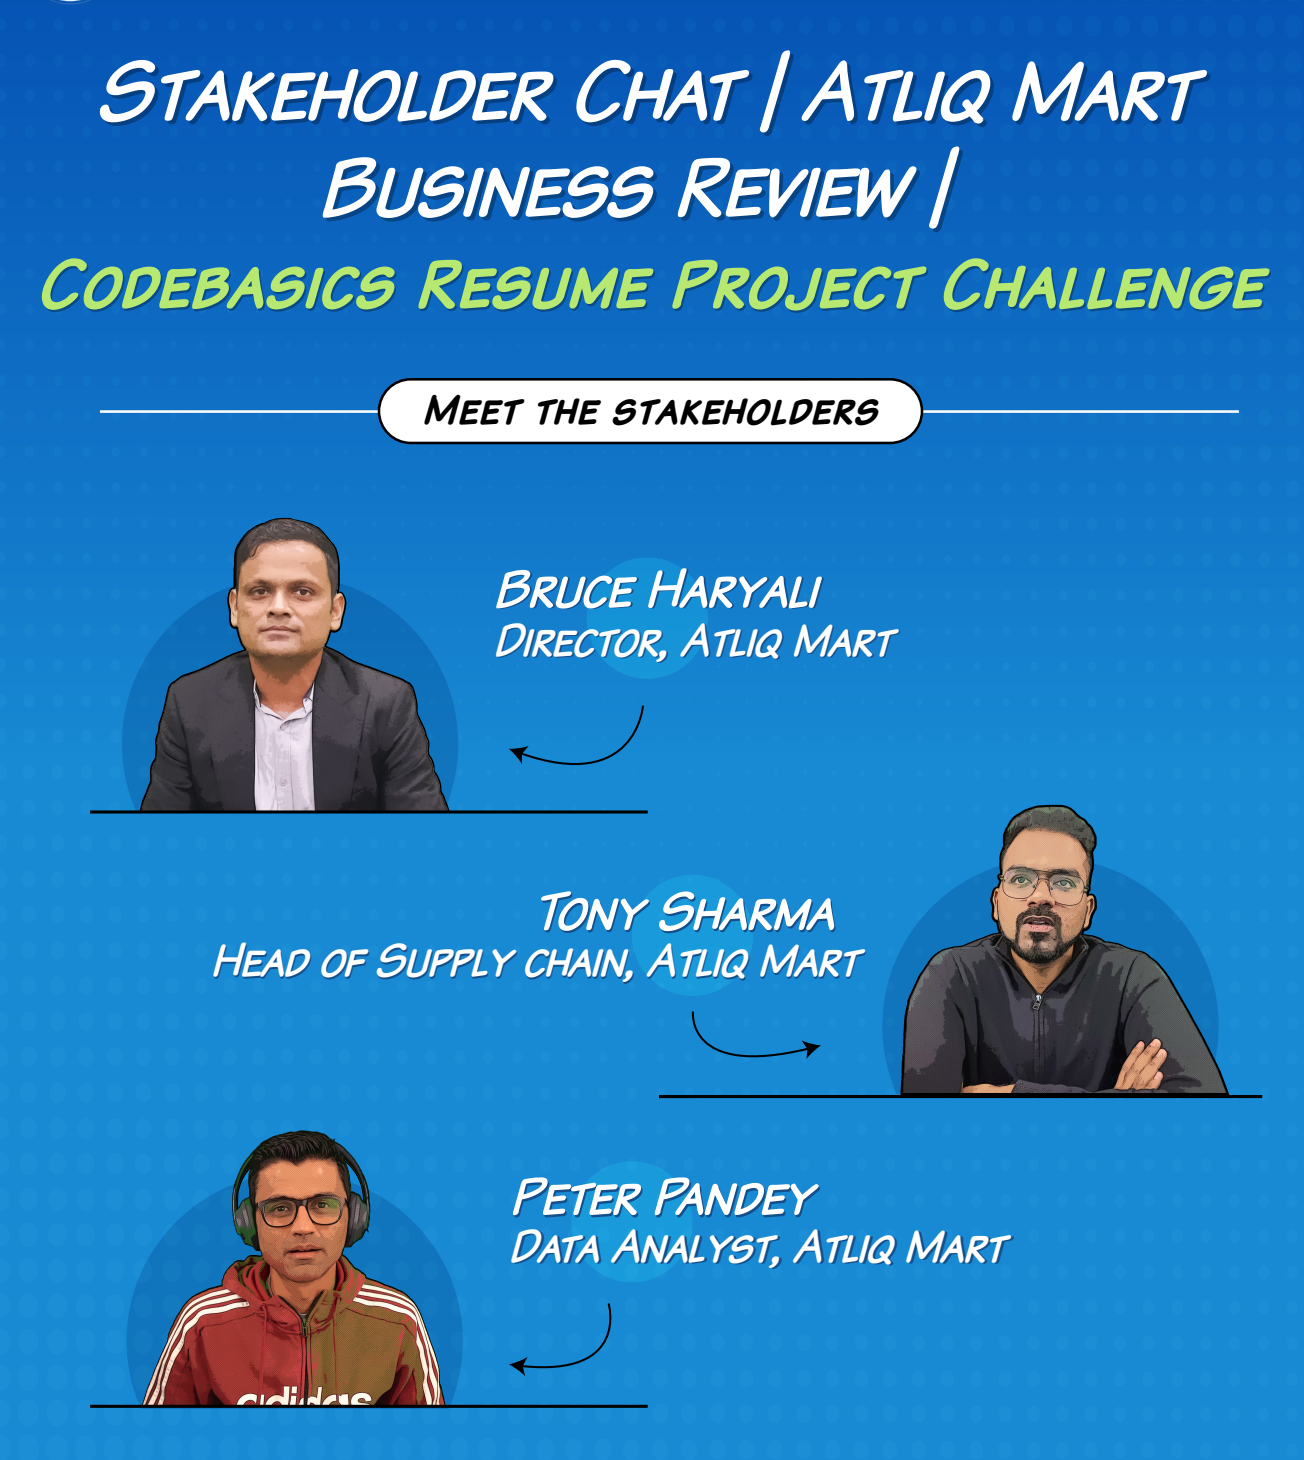 Stakeholder Chat | Atliq Mart
Business Review |
Codebasics Resume Project Challenge
Meet the stakeholders
Bruce Haryali
Director, Atliq Mart
Tony Sharma
Head of Supply chain, Atliq Mart
Peter Pandey
Data Analyst, Atliq Mart
adidas